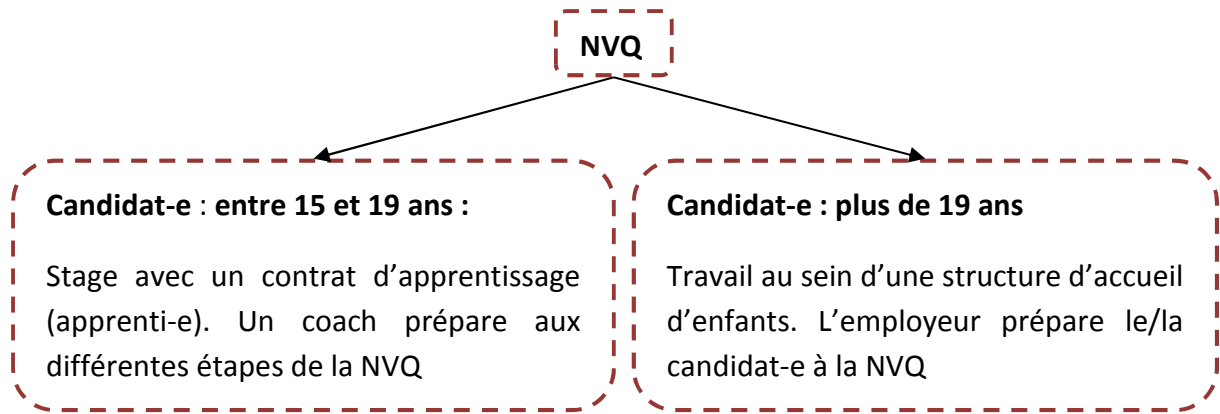 NVQ
Candidat-e : entre 15 et 19 ans :
Stage avec un contrat d’apprentissage
(apprenti-e). Un coach prépare aux
différentes étapes de la NVQ
Candidat-e : plus de 19 ans
Travail au sein d’une structure d’accueil
d’enfants. L’employeur prépare le/la
candidat-e à la NVQ